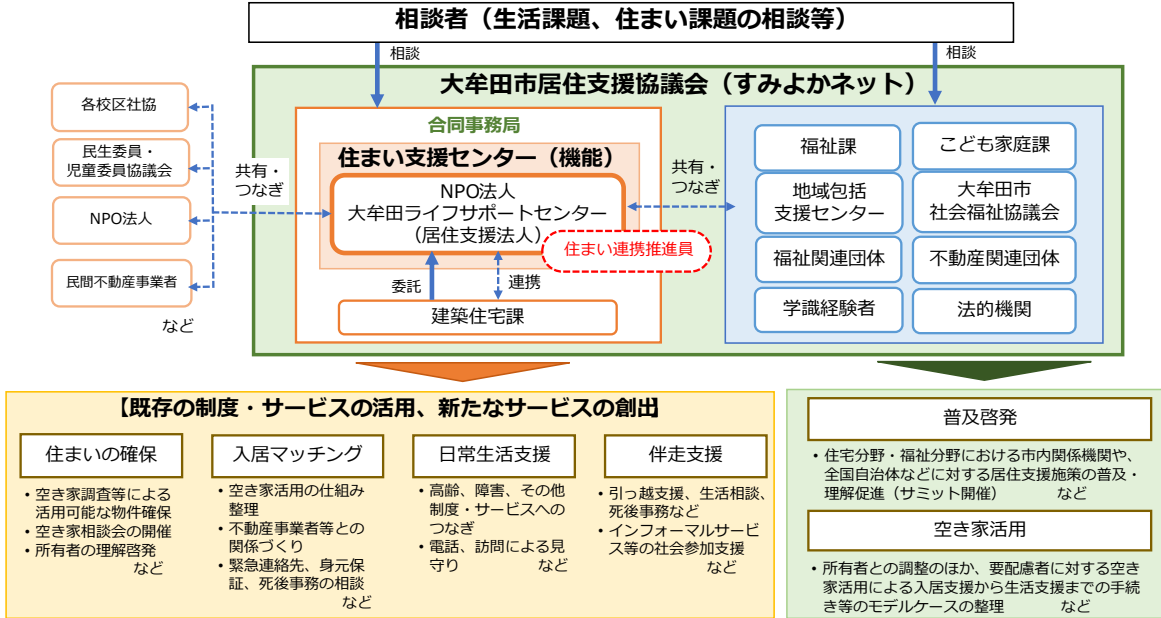 相談者（生活課題、住まい課題の相談等）
相談
相談
大牟田市居住支援協議会（すみよかネット）
各校区社協
民生委員・
児童委員協議会
NPO法人
民間不動産事業者
など
共有・
つなぎ
合同事務局
住まい支援センター（機能）
NPO法人
大牟田ライフサポートセンター
（居住支援法人）
住まい連携推進員
委託
連携
建築住宅課
共有・
つなぎ
福祉課
こども家庭課
地域包括
支援センター
大牟田市
社会福祉協議会
福祉関連団体
不動産関連団体
学識経験者
法的機関
【既存の制度・サービスの活用、新たなサービスの創出】
住まいの確保
• 空き家調査等による
活用可能な物件確保
• 空き家相談会の開催
• 所有者の理解啓発
など
入居マッチング
• 空き家活用の仕組み
整理
• 不動産事業者等との
関係づくり
• 緊急連絡先、身元保
証、死後事務の相談
など
日常生活支援
• 高齢、障害、その他
制度・サービスへの
つなぎ
• 電話、訪問による見
守り など
伴走支援
• 引っ越支援、生活相談、
死後事務など
• インフォーマルサービ
ス等の社会参加支援
など
普及啓発
• 住宅分野・福祉分野における市内関係機関や、
全国自治体などに対する居住支援施策の普及・
理解促進（サミット開催） など
空き家活用
• 所有者との調整のほか、要配慮者に対する空き
家活用による入居支援から生活支援までの手続
き等のモデルケースの整理 など